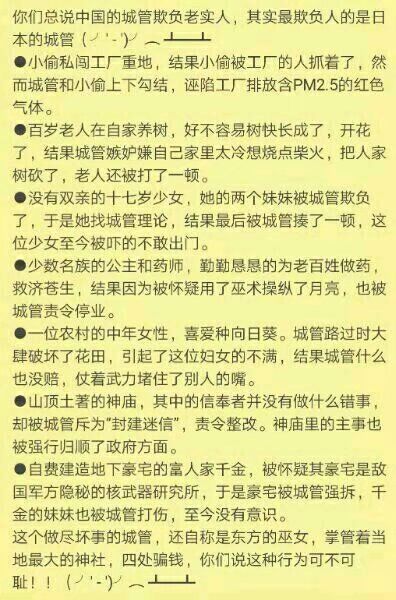 你们总说中国的城管欺负老实人，其实最欺负人的是日
本的城管（╯'-')╯︵┻━┻
●小偷私闯工厂重地，结果小偷被工厂的人抓着了，然
而城管和小偷上下勾结，诬陷工厂排放含PM2.5的红色
气体。
●百岁老人在自家养树，好不容易树快长成了，开花
了，结果城管嫉妒嫌自己家里太冷想烧点柴火，把人家
树砍了，老人还被打了一顿。
●没有双亲的十七岁少女，她的两个妹妹被城管欺负
了，于是她找城管理论，结果最后被城管揍了一顿，这
位少女至今被吓的不敢出门。
●少数名族的公主和药师，勤勤恳恳的为老百姓做药，
救济苍生，结果因为被怀疑用了巫术操纵了月亮，也被
城管责令停业。
●一位农村的中年女性，喜爱种向日葵。城管路过时大
肆破坏了花田，引起了这位妇女的不满，结果城管什么
也没赔，仗着武力堵住了别人的嘴。
●山顶土著的神庙，其中的信奉者并没有做什么错事，
却被城管斥为“封建迷信”，责令整改。神庙里的主事也
被强行归顺了政府方面。
●自费建造地下豪宅的富人家千金，被怀疑其豪宅是敌
国军方隐秘的核武器研究所，于是豪宅被城管强拆，千
金的妹妹也被城管打伤，至今没有意识。
这个做尽坏事的城管，还自称是东方的巫女，掌管着当
地最大的神社，四处骗钱，你们说这种行为可不可
耻！！（╯'-')╯︵┻━┻